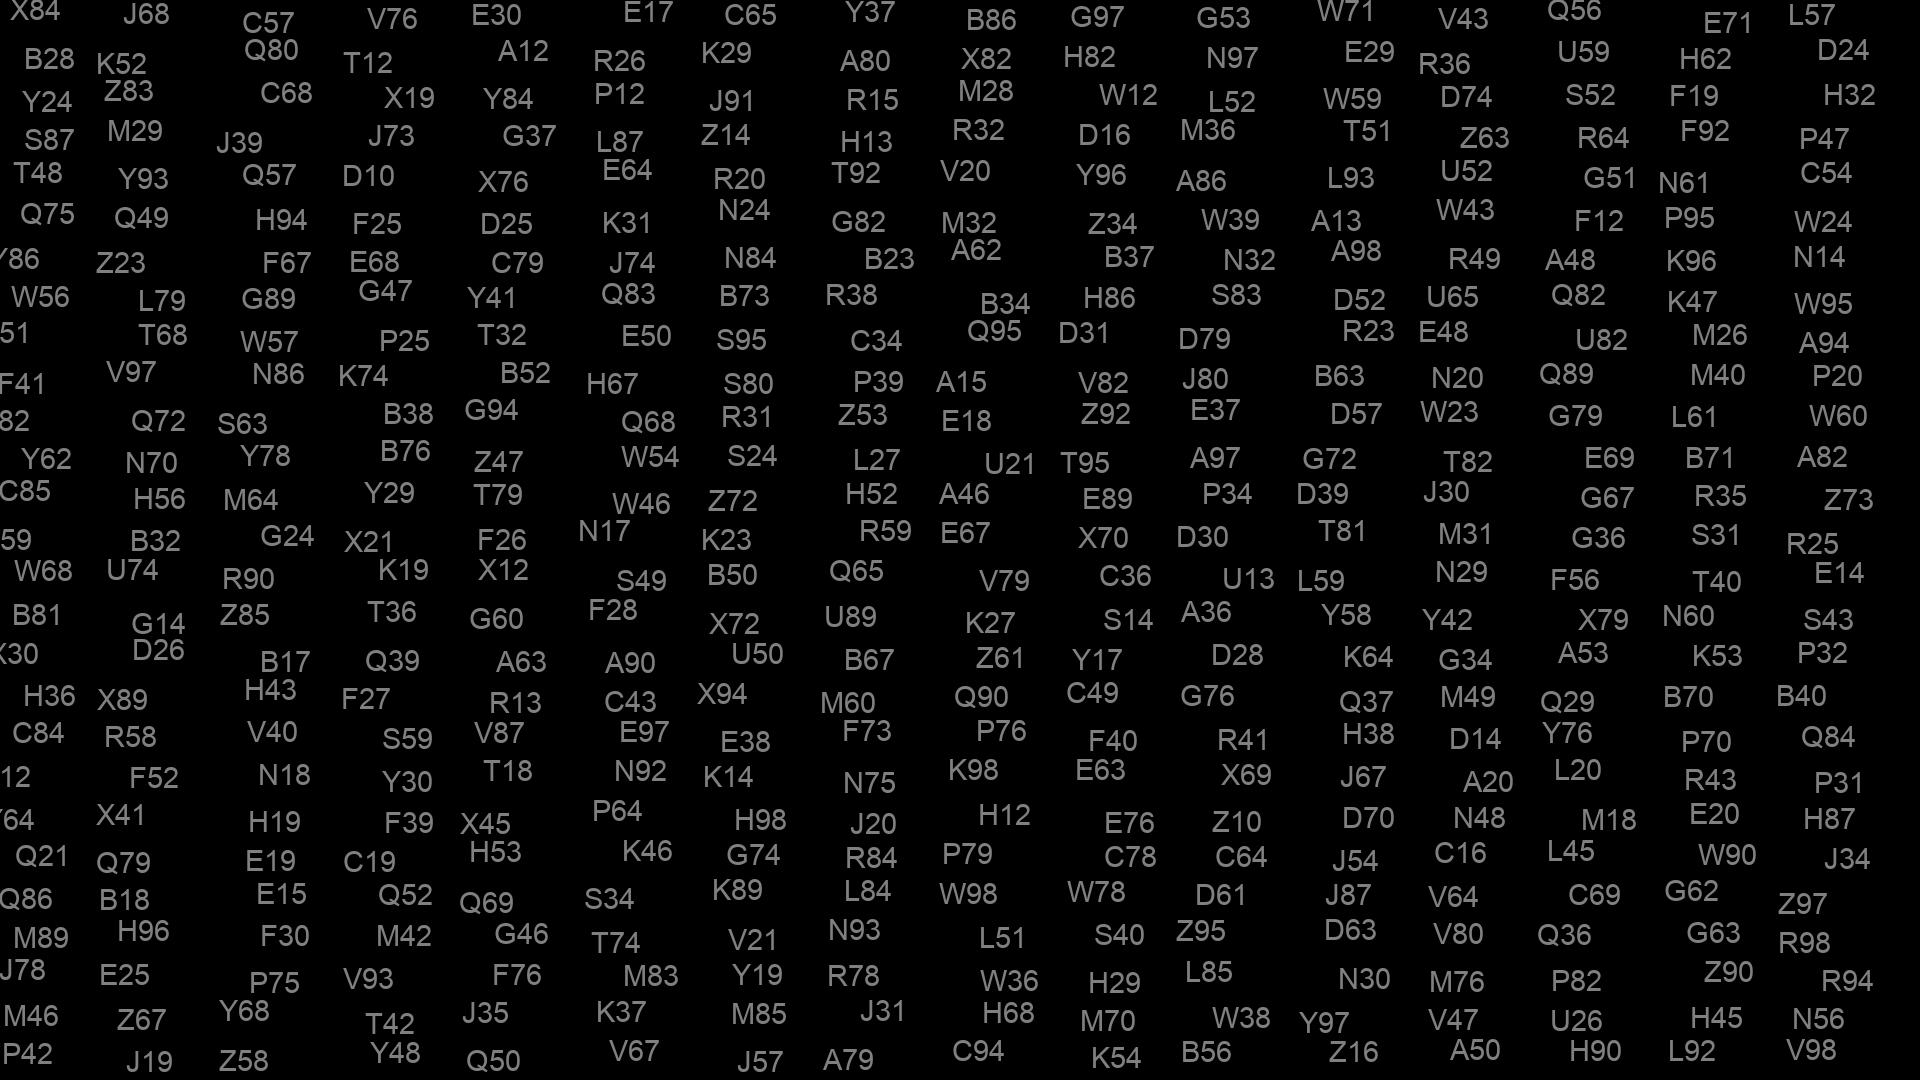 X84 J68 C57 V76 E30 E17 C65 Y37 B86 G97 G53 W71 V43 Q56 E71 L57
B28 K52 Q80 T12 A12 R26 K29 A80 X82 H82 N97 E29 R36 U59 H62 D24
Y24 Z83 C68 X19 Y84 P12 J91 R15 M28 W12 L52 W59 D74 S52 F19 H32
S87 M29 J39 J73 G37 L87 Z14 H13 R32 D16 M36 T51 Z63 R64 F92 P47
T48 Y93 Q57 D10 X76 E64 R20 T92 V20 Y96 A86 L93 U52 G51 N61 C54
Q75 Q49 H94 F25 D25 K31 N24 G82 M32 Z34 W39 A13 W43 F12 P95 W24
Y86 Z23 F67 E68 C79 J74 N84 B23 A62 B37 N32 A98 R49 A48 K96 N14
W56 L79 G89 G47 Y41 Q83 B73 R38 B34 H86 S83 D52 U65 Q82 K47 W95
51 T68 W57 P25 T32 E50 S95 C34 Q95 D31 D79 R23 E48 U82 M26 A94
F41 V97 N86 K74 B52 H67 S80 P39 A15 V82 J80 B63 N20 Q89 M40 P20
82 Q72 S63 B38 G94 Q68 R31 Z53 E18 Z92 E37 D57 W23 G79 L61 W60
Y62 N70 Y78 B76 Z47 W54 S24 L27 U21 T95 A97 G72 T82 E69 B71 A82
C85 H56 M64 Y29 T79 W46 Z72 H52 A46 E89 P34 D39 J30 G67 R35 Z73
59 B32 G24 X21 F26 N17 K23 R59 E67 X70 D30 T81 M31 G36 S31 R25
W68 U74 R90 K19 X12 S49 B50 Q65 V79 C36 U13 L59 N29 F56 T40 E14
B81 G14 Z85 T36 G60 F28 X72 U89 K27 S14 A36 Y58 Y42 X79 N60 S43
X30 D26 B17 Q39 A63 A90 U50 B67 Z61 Y17 D28 K64 G34 A53 K53 P32
H36 X89 H43 F27 R13 C43 X94 M60 Q90 C49 G76 Q37 M49 Q29 B70 B40
C84 R58 V40 S59 V87 E97 E38 F73 P76 F40 R41 H38 D14 Y76 P70 Q84
12 F52 N18 Y30 T18 N92 K14 N75 K98 E63 X69 J67 A20 L20 R43 P31
Y64 X41 H19 F39 X45 P64 H98 J20 H12 E76 Z10 D70 N48 M18 E20 H87
Q21 Q79 E19 C19 H53 K46 G74 R84 P79 C78 C64 J54 C16 L45 W90 J34
Q86 B18 E15 Q52 Q69 S34 K89 L84 W98 W78 D61 J87 V64 C69 G62 Z97
M89 H96 F30 M42 G46 T74 V21 N93 L51 S40 Z95 D63 V80 Q36 G63 R98
J78 E25 P75 V93 F76 M83 Y19 R78 W36 H29 L85 N30 M76 P82 Z90 R94
M46 Z67 Y68 T42 J35 K37 M85 J31 H68 M70 W38 Y97 V47 U26 H45 N56
P42 J19 Z58 Y48 Q50 V67 J57 A79 C94 K54 B56 Z16 A50 H90 L92 V98